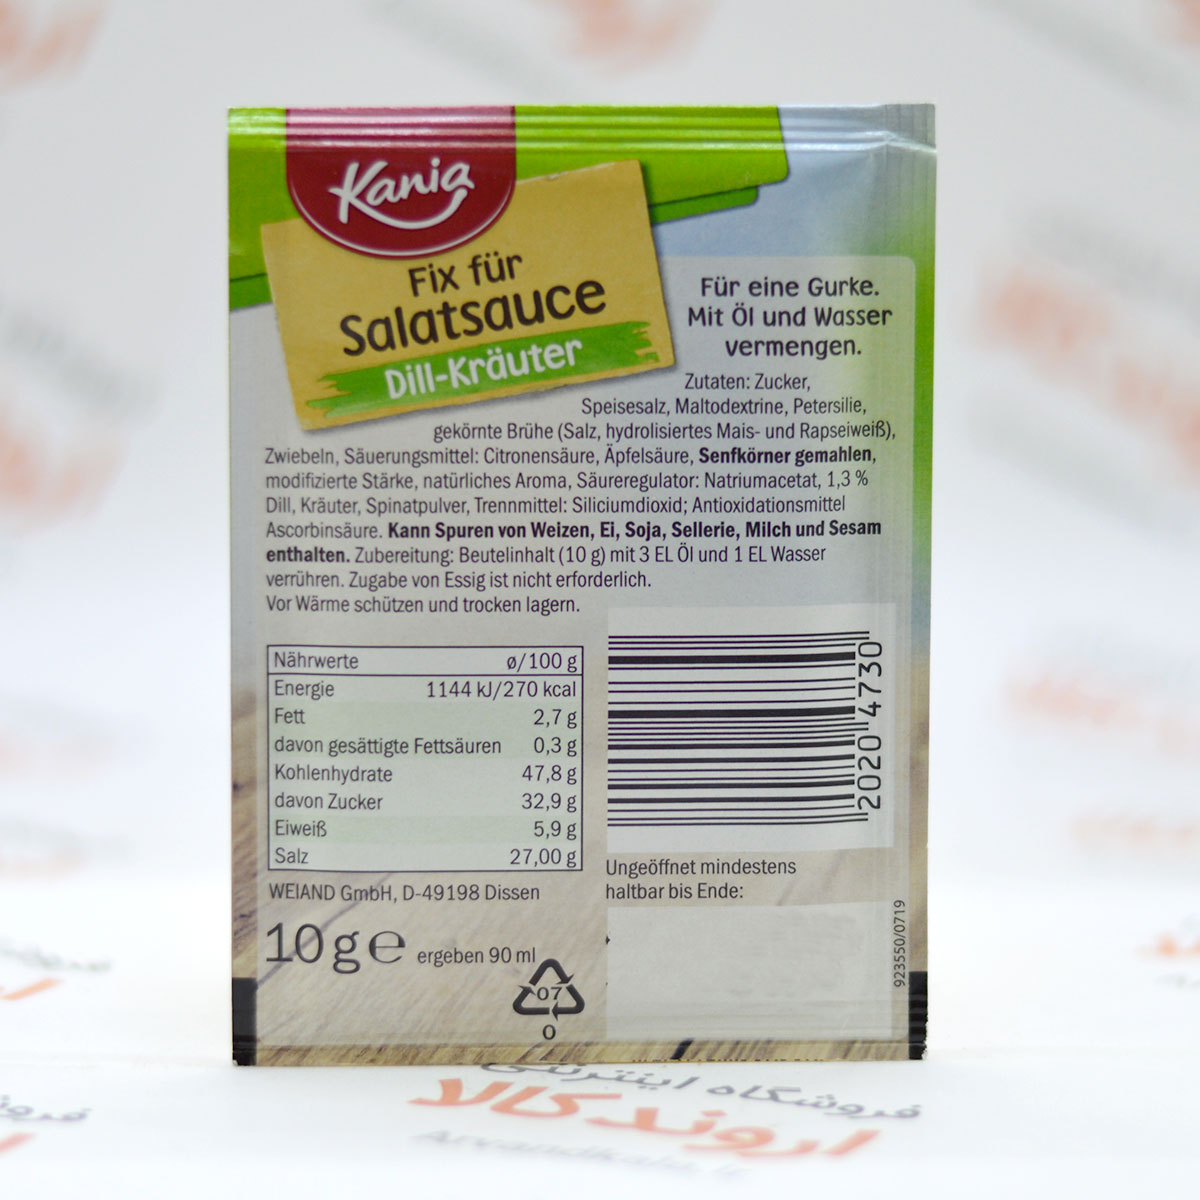 Kania
Fix für
Salatsauce
Dill-Kräuter
Für eine Gurke.
Mit Öl und Wasser
vermengen.
Zutaten: Zucker,
Speisesalz, Maltodextrine, Petersilie,
gekörnte Brühe (Salz, hydrolisiertes Mais- und Rapseiweiß),
Zwiebeln, Säuerungsmittel: Citronensäure, Äpfelsäure, Senfkörner gemahlen,
modifizierte Stärke, natürliches Aroma, Säureregulator: Natriumacetat, 1,3 %
Dill, Kräuter, Spinatpulver, Trennmittel: Siliciumdioxid; Antioxidationsmittel
Ascorbinsäure. Kann Spuren von Weizen, Ei, Soja, Sellerie, Milch und Sesam
enthalten. Zubereitung: Beutelinhalt (10 g) mit 3 EL Öl und 1 EL Wasser
verrühren. Zugabe von Essig ist nicht erforderlich.
Vor Wärme schützen und trocken lagern.
Nährwerte ø/100 g
Energie 1144 kJ/270 kcal
Fett 2,7 g
davon gesättigte Fettsäuren 0,3 g
Kohlenhydrate 47,8 g
davon Zucker 32,9 g
Eiweiß 5,9 g
Salz 27,00 g
WEIAND GmbH, D-49198 Dissen
10 g e ergeben 90 ml
07
O
2020 4730
Ungeöffnet mindestens
haltbar bis Ende:
923550/0719
فروشگاه اینترنتی
اروندکالا
Arvandkala.ir